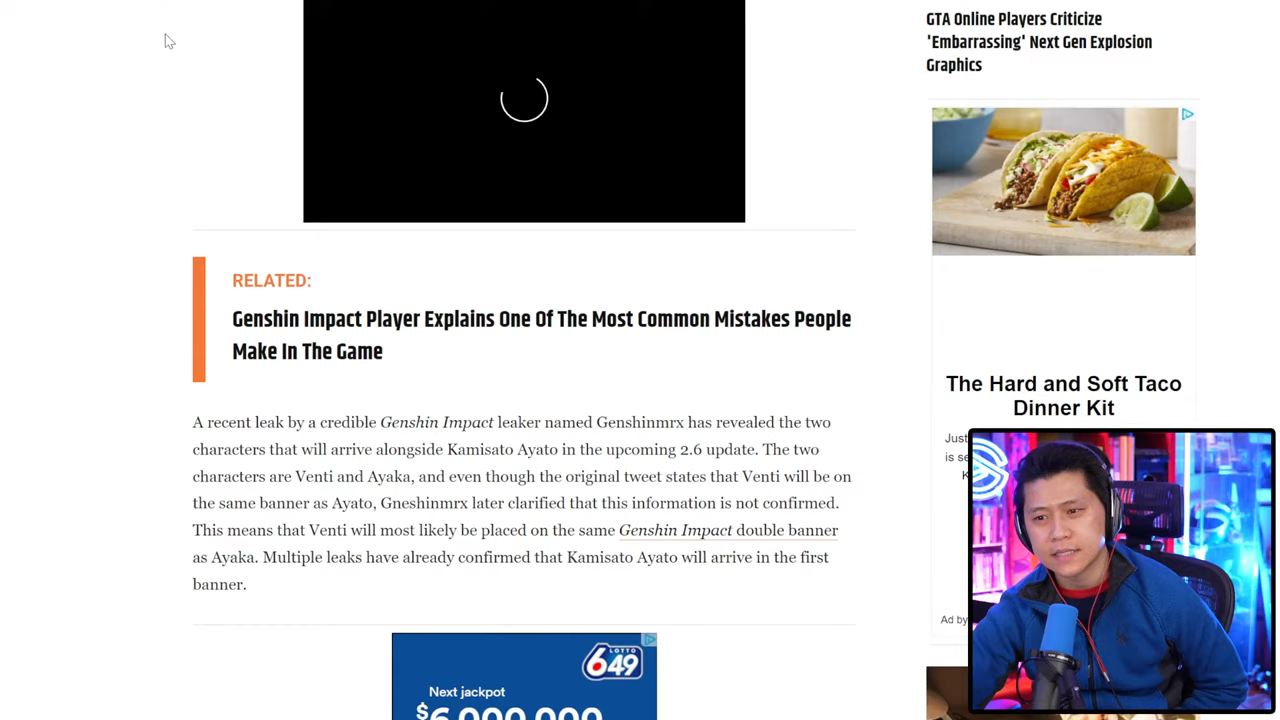 RELATED:
Genshin Impact Player Explains One Of The Most Common Mistakes People
Make In The Game
A recent leak by a credible Genshin Impact leaker named Genshinmrx has revealed the two
characters that will arrive alongside Kamisato Ayato in the upcoming 2.6 update. The two
characters are Venti and Ayaka, and even though the original tweet states that Venti will be on
the same banner as Ayato, Gneshinmrx later clarified that this information is not confirmed.
This means that Venti will most likely be placed on the same Genshin Impact double banner
as Ayaka. Multiple leaks have already confirmed that Kamisato Ayato will arrive in the first
banner.
LOTTO
649
Next jackpot
$6,000,000
GTA Online Players Criticize
'Embarrassing' Next Gen Explosion
Graphics
The Hard and Soft Taco
Dinner Kit
is
Ad by